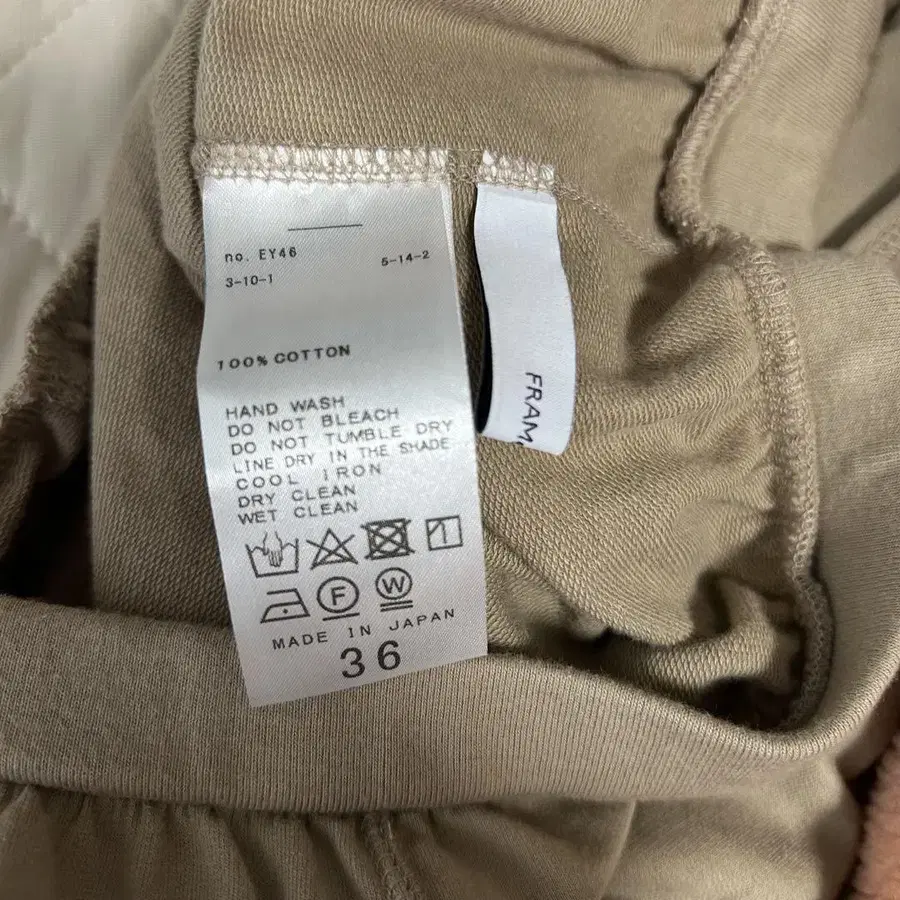 no. EY46
5-14-2
3-10-1
100% COTTON
HAND WASH
DO NOT BLEACH
DO NOT TUMBLE DRY
LINE DRY IN THE SHADE
COOL IRON
DRY CLEAN
WET CLEAN
F
W
MADE IN JAPAN
36
FRAM